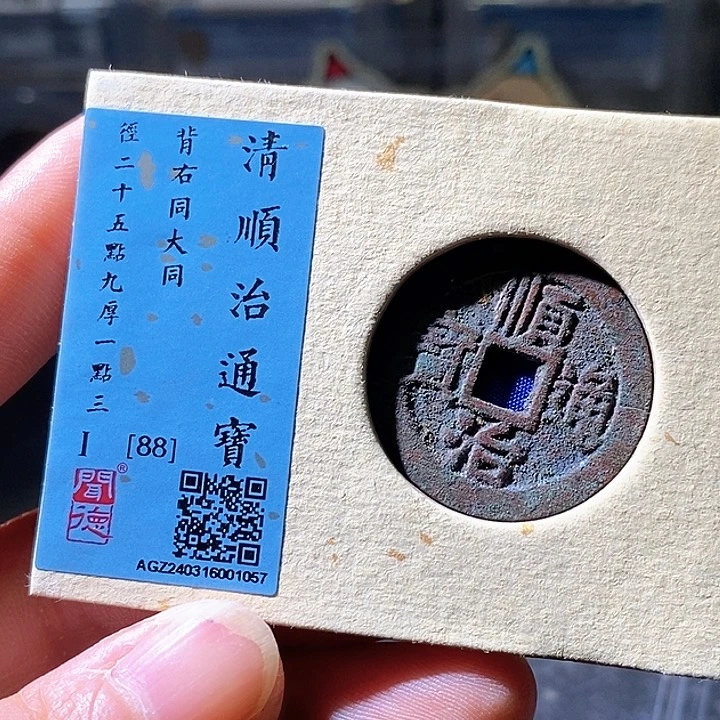 清順治通寶
背右同大同
徑二十五點九厚一點三
I [88]
聞德
®
AGZ240316001057
順治通